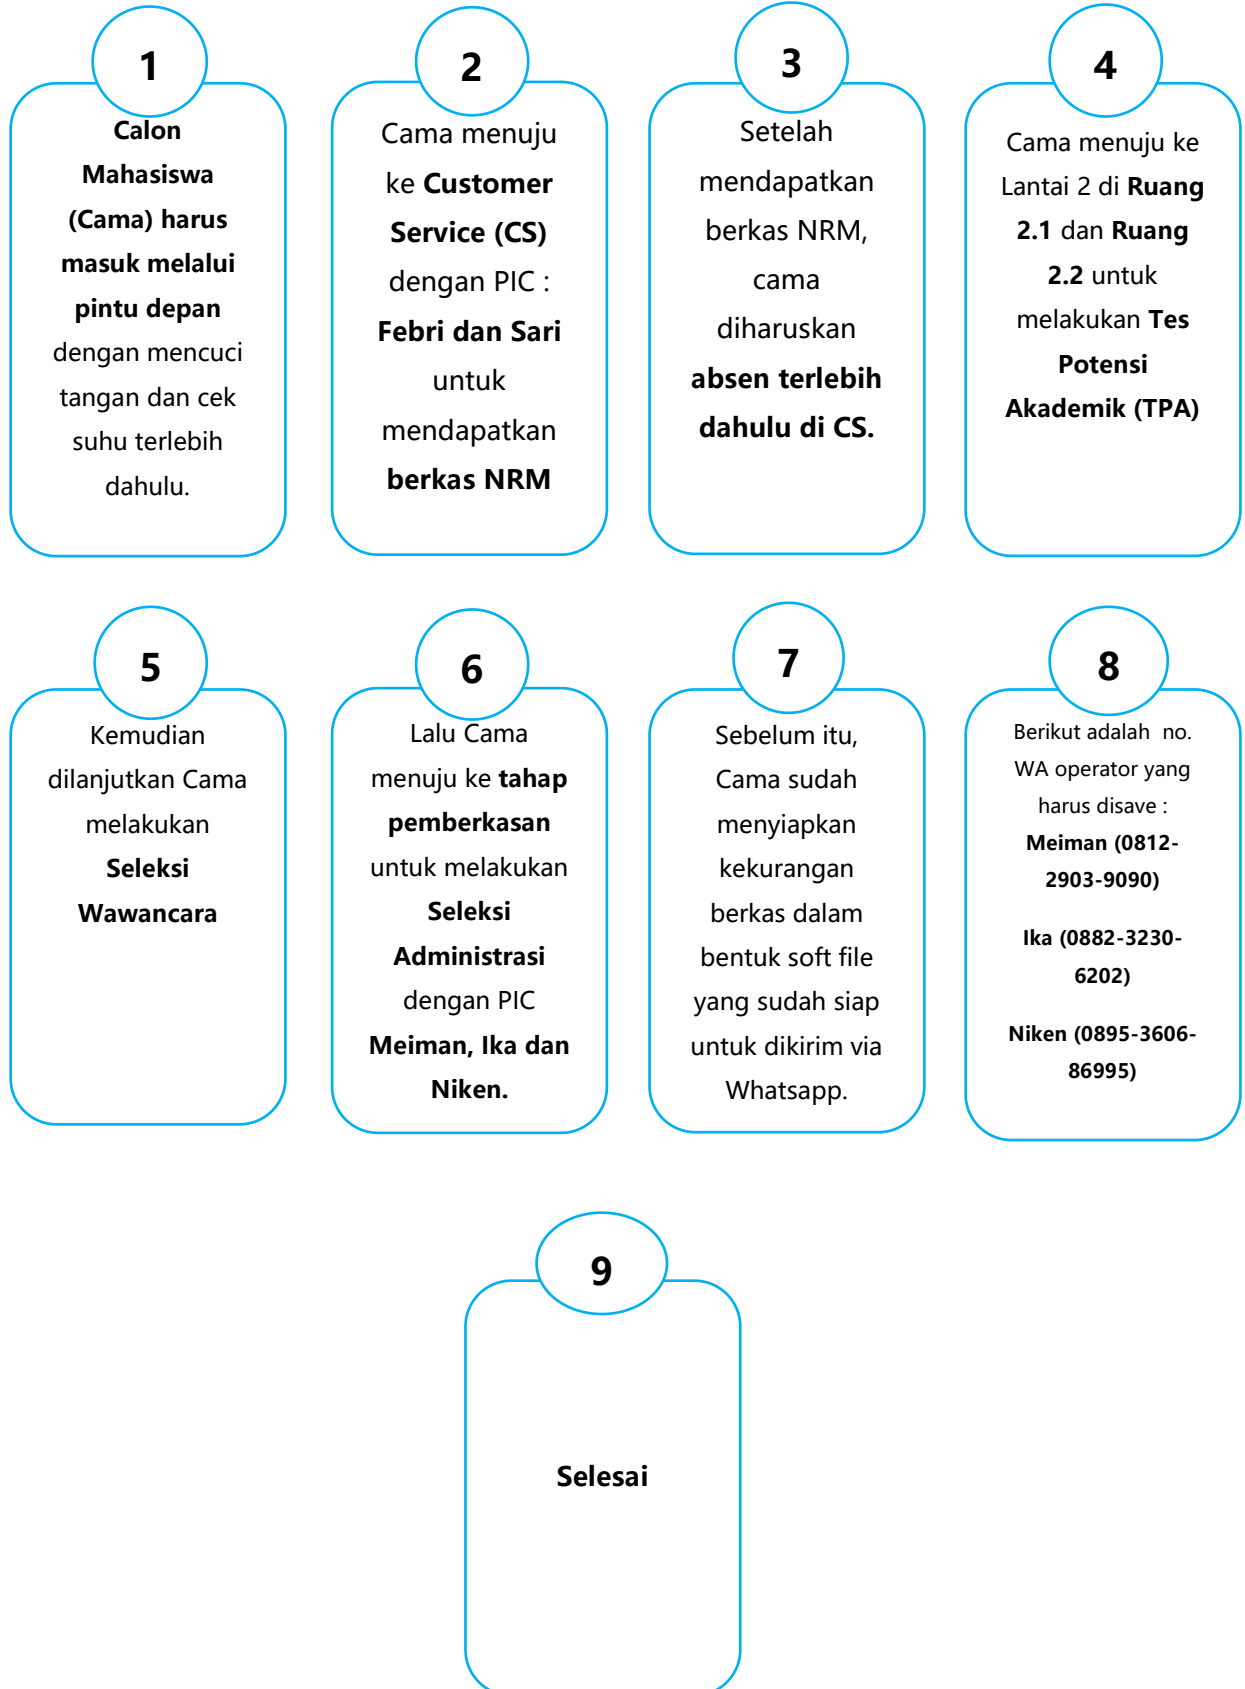 1
Calon
Mahasiswa
(Cama) harus
masuk melalui
pintu depan
dengan mencuci
tangan dan cek
suhu terlebih
dahulu.
2
Cama menuju
ke Customer
Service (CS)
dengan PIC :
Febri dan Sari
untuk
mendapatkan
berkas NRM
3
Setelah
mendapatkan
berkas NRM,
cama
diharuskan
absen terlebih
dahulu di CS.
4
Cama menuju ke
Lantai 2 di Ruang
2.1 dan Ruang
2.2 untuk
melakukan Tes
Potensi
Akademik (TPA)
5
Kemudian
dilanjutkan Cama
melakukan
Seleksi
Wawancara
6
Lalu Cama
menuju ke tahap
pemberkasan
untuk melakukan
Seleksi
Administrasi
dengan PIC
Meiman, Ika dan
Niken.
7
Sebelum itu,
Cama sudah
menyiapkan
kekurangan
berkas dalam
bentuk soft file
yang sudah siap
untuk dikirim via
Whatsapp.
8
Berikut adalah  no.
WA operator yang
harus disave :
Meiman (0812-
2903-9090)
Ika (0882-3230-
6202)
Niken (0895-3606-
86995)
9
Selesai